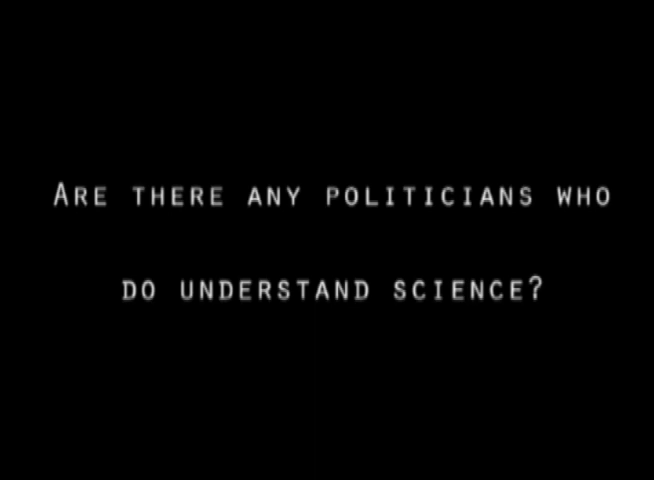 Are there any politicians who
do understand science?